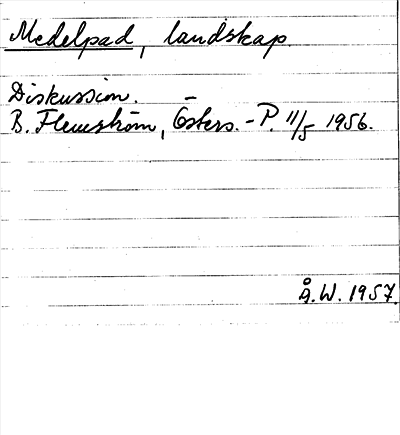 Medelpad, landskap.
Diskussion.
B. Flemström, Östers.-P. 11/5 1956.
Å.W. 1957.